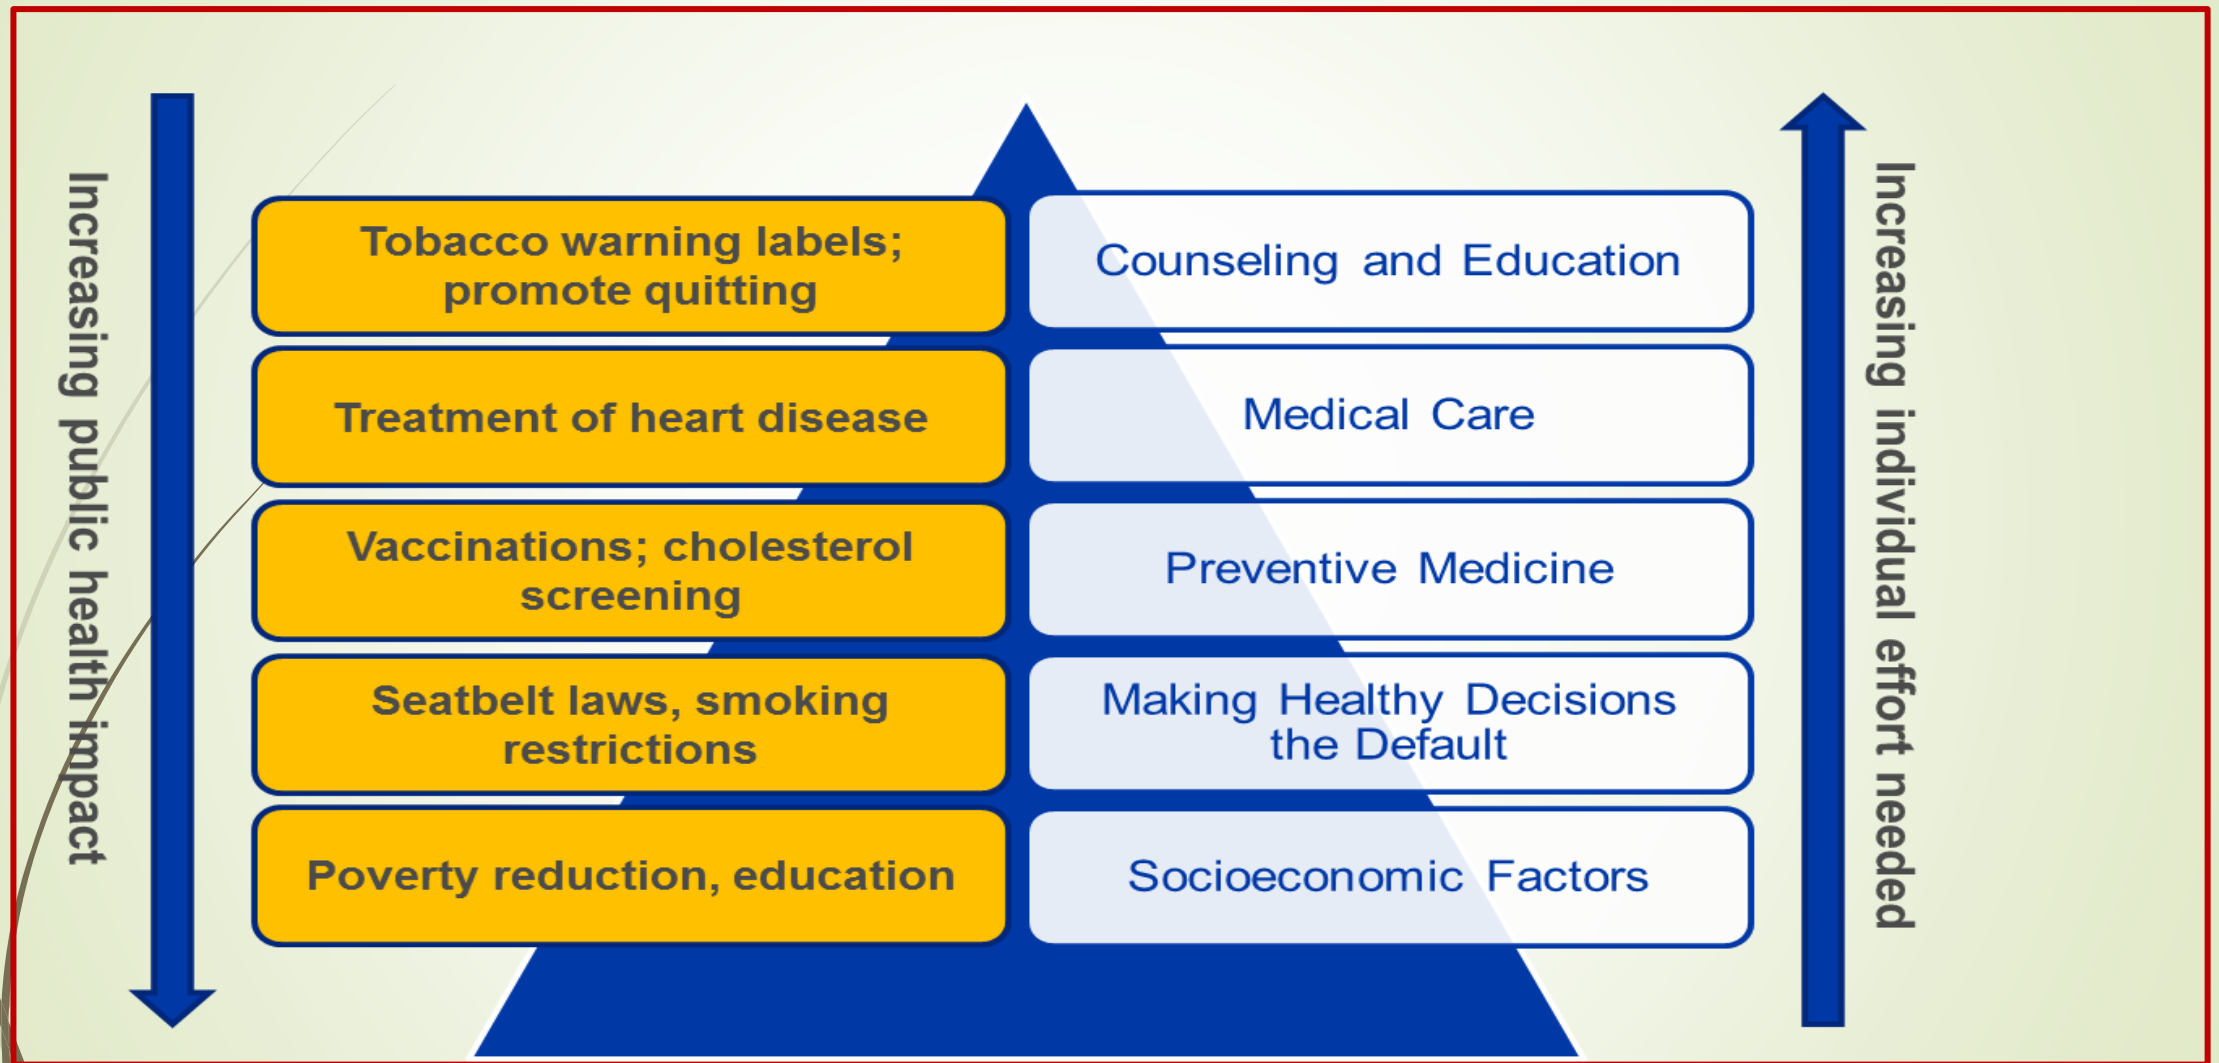 Increasing public health impact
Tobacco warning labels;
promote quitting
Counseling and Education
Treatment of heart disease
Medical Care
Vaccinations; cholesterol
screening
Preventive Medicine
Seatbelt laws, smoking
restrictions
Making Healthy Decisions
the Default
Poverty reduction, education
Socioeconomic Factors
Increasing individual effort needed